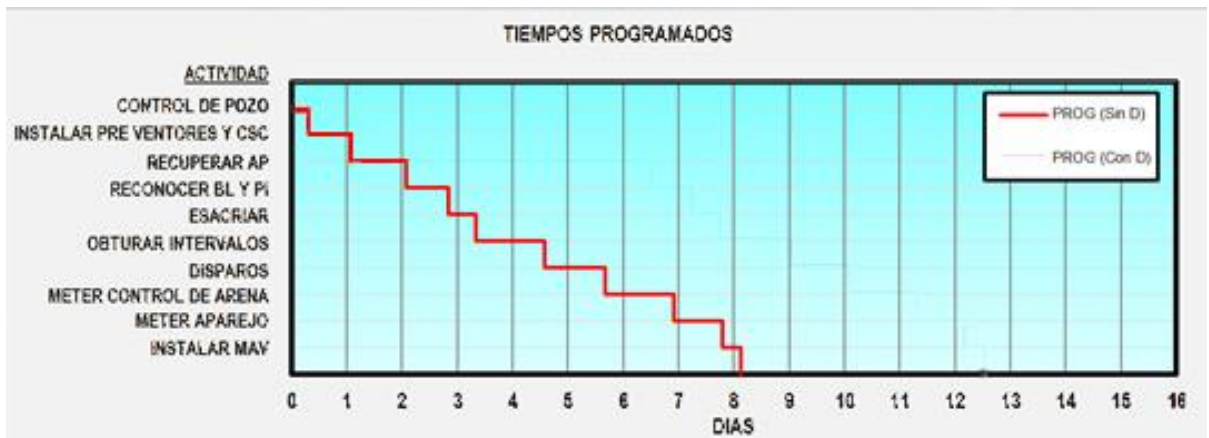 TIEMPOS PROGRAMADOS
ACTIVIDAD
CONTROL DE POZO
INSTALAR PRE VENTORES Y CSC
RECUPERAR AP
RECONOCER BL Y Pi
ESACRIAR
OBTURAR INTERVALOS
DISPAROS
METER CONTROL DE ARENA
METER APAREJO
INSTALAR MAV
PROG (Sin D)
PROG (Con D)
0 1 2 3 4 5 6 7 8 9 10 11 12 13 14 15 16
DIAS